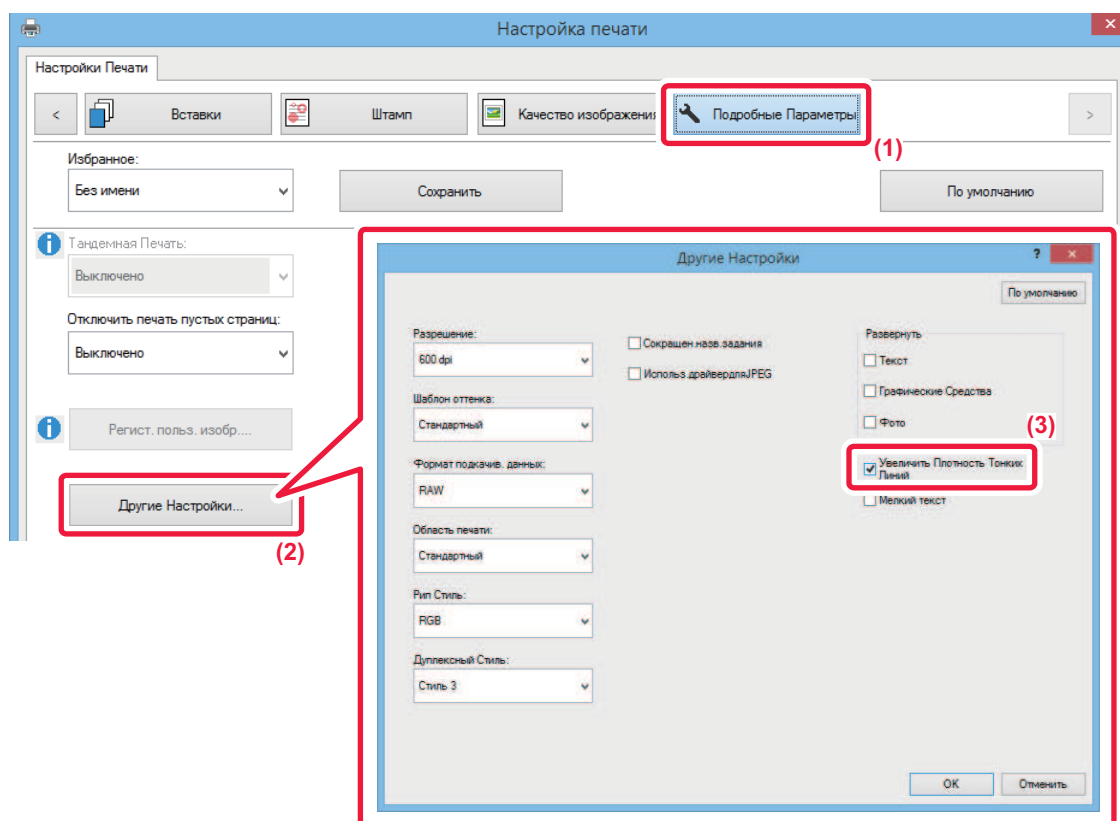 Настройка печати
Настройки Печати
< Вставки Штамп Качество изображения Подробные Параметры >
(1)
Избранное:
Без имени Сохранить По умолчанию
Тандемная Печать:
Выключено
Отключить печать пустых страниц:
Выключено
Регист. польз. изобр....
Другие Настройки...
(2)
Другие Настройки ?
По умолчанию
Разрешение:
600 dpi
Шаблон оттенка:
Стандартный
Формат подкачив. данных:
RAW
Область печати:
Стандартный
Рип Стиль:
RGB
Дуплексный Стиль:
Стиль 3
Сокращен.назв.задания
Использ.драйвердляJPEG
Развернуть
Текст
Графические Средства
Фото
(3)
Увеличить Плотность Тонких
Линий
Мелкий текст
OK Отменить